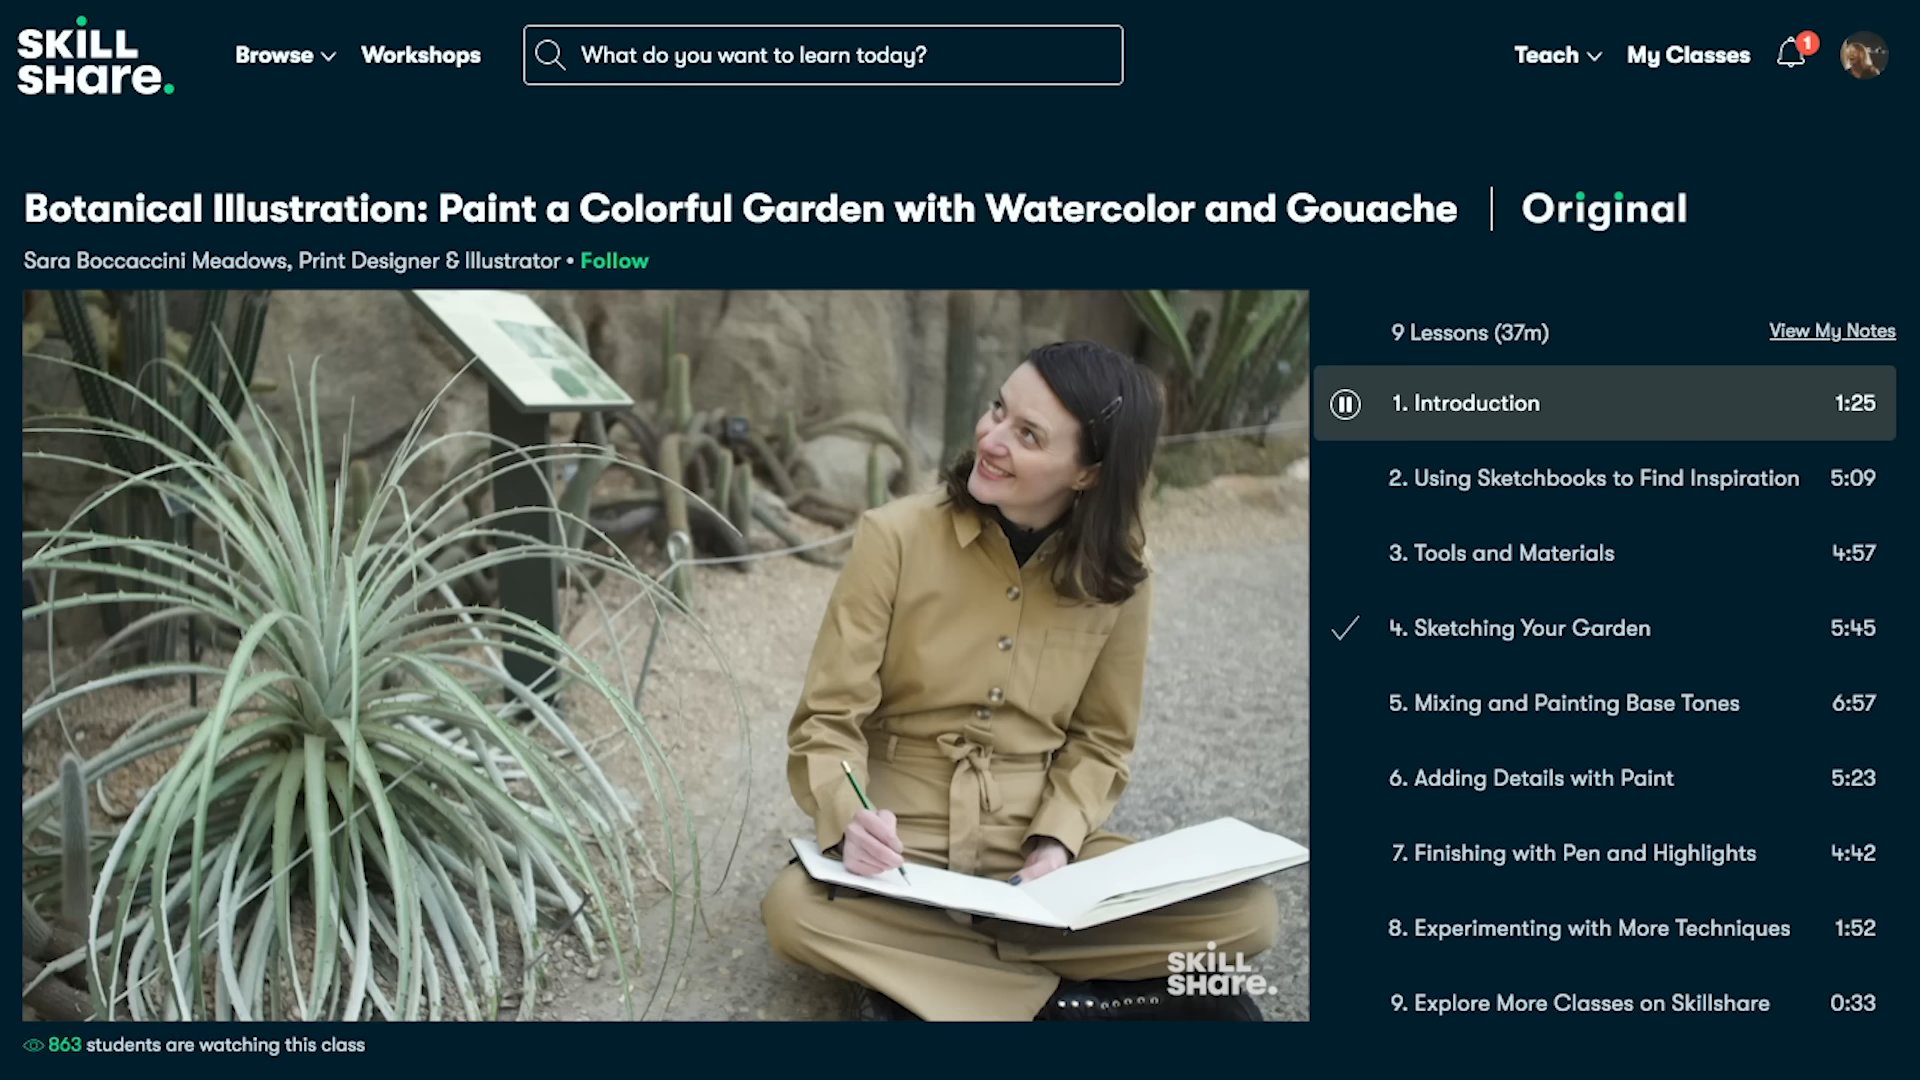 SKILL
SHare.
Browse
Workshops
What do you want to learn today?
Teach
My Classes
1
Botanical Illustration: Paint a Colorful Garden with Watercolor and Gouache
Original
Sara Boccaccini Meadows, Print Designer & Illustrator • Follow
9 Lessons (37m)
View My Notes
1. Introduction 1:25
2. Using Sketchbooks to Find Inspiration 5:09
3. Tools and Materials 4:57
4. Sketching Your Garden 5:45
5. Mixing and Painting Base Tones 6:57
6. Adding Details with Paint 5:23
7. Finishing with Pen and Highlights 4:42
8. Experimenting with More Techniques 1:52
9. Explore More Classes on Skillshare 0:33
SKILL
SHare.
863 students are watching this class